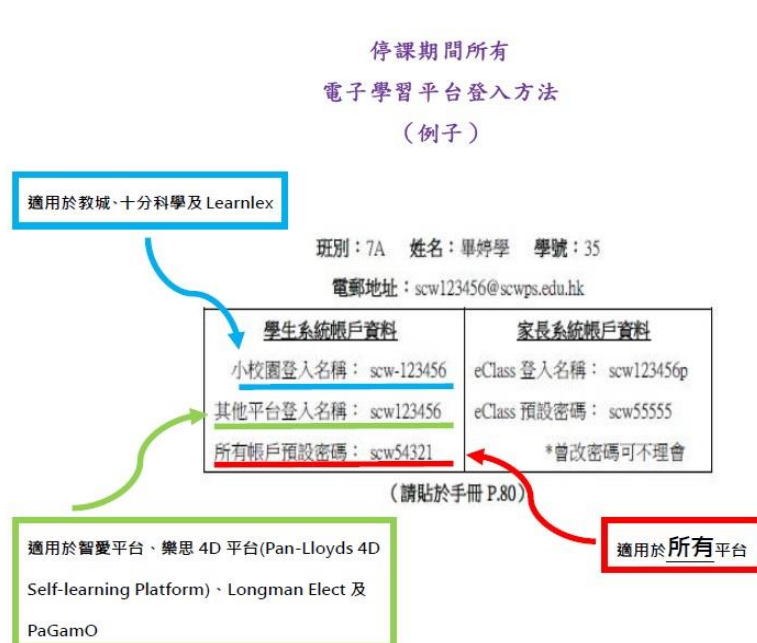 停課期間所有
電子學習平台登入方法
（例子）
適用於教城、十分科學及 Learnlex
班別：7A 姓名：畢婷學 學號：35
電郵地址：scw123456@scwps.edu.hk
學生系統帳戶資料
小校園登入名稱： scw-123456
其他平台登入名稱： scw123456
所有帳戶預設密碼： scw54321
家長系統帳戶資料
eClass 登入名稱： scw123456p
eClass 預設密碼： scw55555
*曾改密碼可不理會
（請貼於手冊 P.80）
適用於智愛平台、樂思 4D 平台(Pan-Lloyds 4D
Self-learning Platform)、Longman Elect 及
PaGamO
適用於所有平台